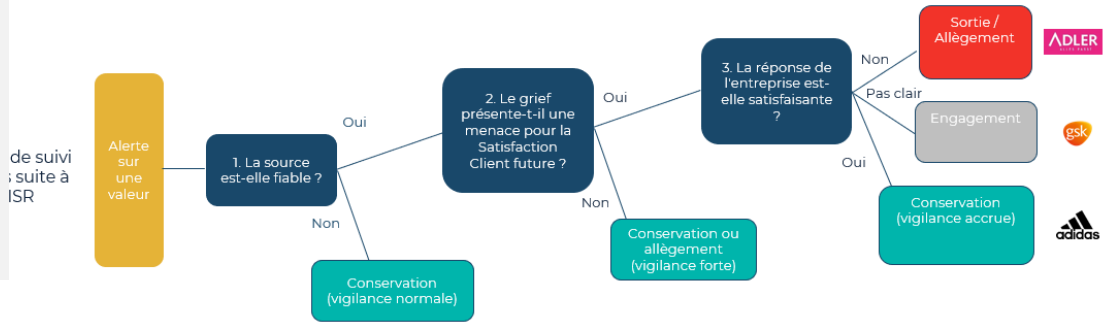 de suivi
suite à
ISR
Alerte
sur
une
valeur
1. La source
est-elle fiable ?
Oui
Non
Conservation
(vigilance normale)
2. Le grief
présente-t-il une
menace pour la
Satisfaction
Client future ?
Oui
Non
Conservation ou
allègement
(vigilance forte)
3. La réponse de
l'entreprise est-
elle satisfaisante
?
Non
Pas clair
Oui
Sortie /
Allègement
ADLER
Engagement
gsk
Conservation
(vigilance accrue)
adidas